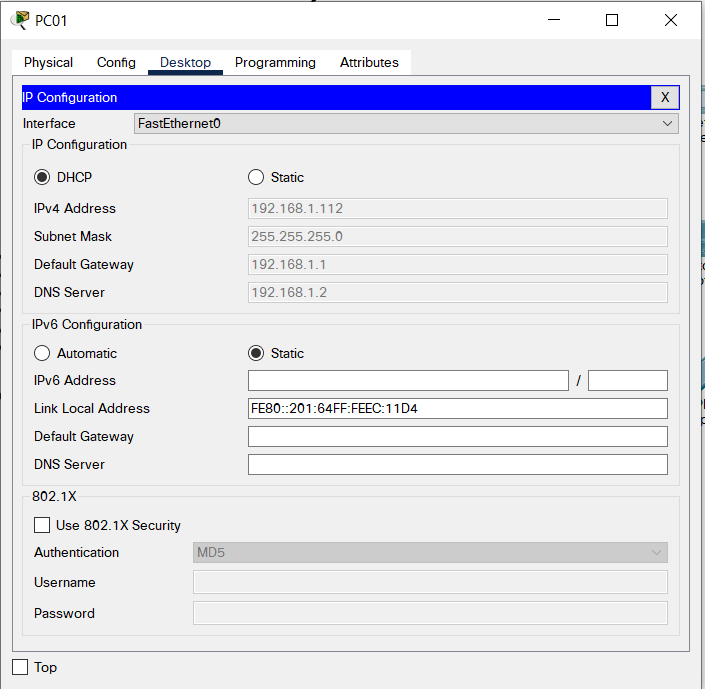 PC01
Physical Config Desktop Programming Attributes
IP Configuration X
Interface FastEthernet0
IP Configuration
DHCP Static
IPv4 Address 192.168.1.112
Subnet Mask 255.255.255.0
Default Gateway 192.168.1.1
DNS Server 192.168.1.2
IPv6 Configuration
Automatic Static
IPv6 Address /
Link Local Address FE80::201:64FF:FEEC:11D4
Default Gateway
DNS Server
802.1X
Use 802.1X Security
Authentication MD5
Username
Password
Top